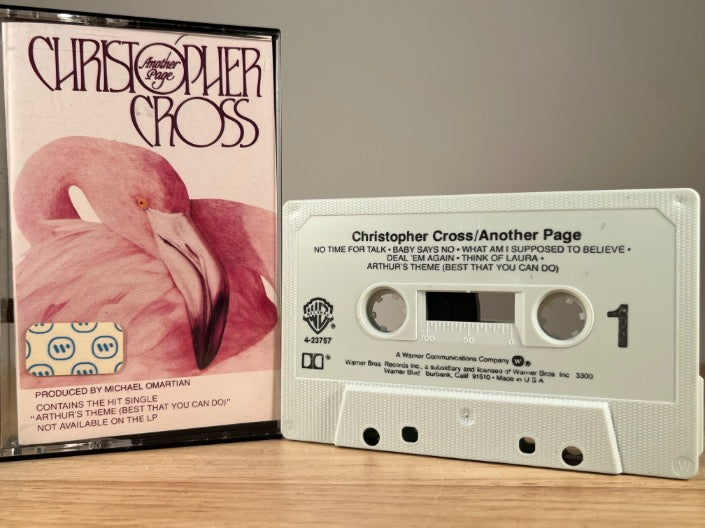 CHRISTOPHER
Another
Page
CROSS
PRODUCED BY MICHAEL OMARTIAN
CONTAINS THE HIT SINGLE
"ARTHUR'S THEME (BEST THAT YOU CAN DO)"
NOT AVAILABLE ON THE LP
Christopher Cross/Another Page
NO TIME FOR TALK • BABY SAYS NO • WHAT AM I SUPPOSED TO BELIEVE •
DEAL 'EM AGAIN • THINK OF LAURA •
ARTHUR'S THEME (BEST THAT YOU CAN DO)
4-23757
1
100 50 0
A Warner Communications Company
Warner Bros. Records Inc., a subsidiary and licensee of Warner Bros. Inc. 3300
Warner Blvd. Burbank, Calif. 91510 • Made in U S A